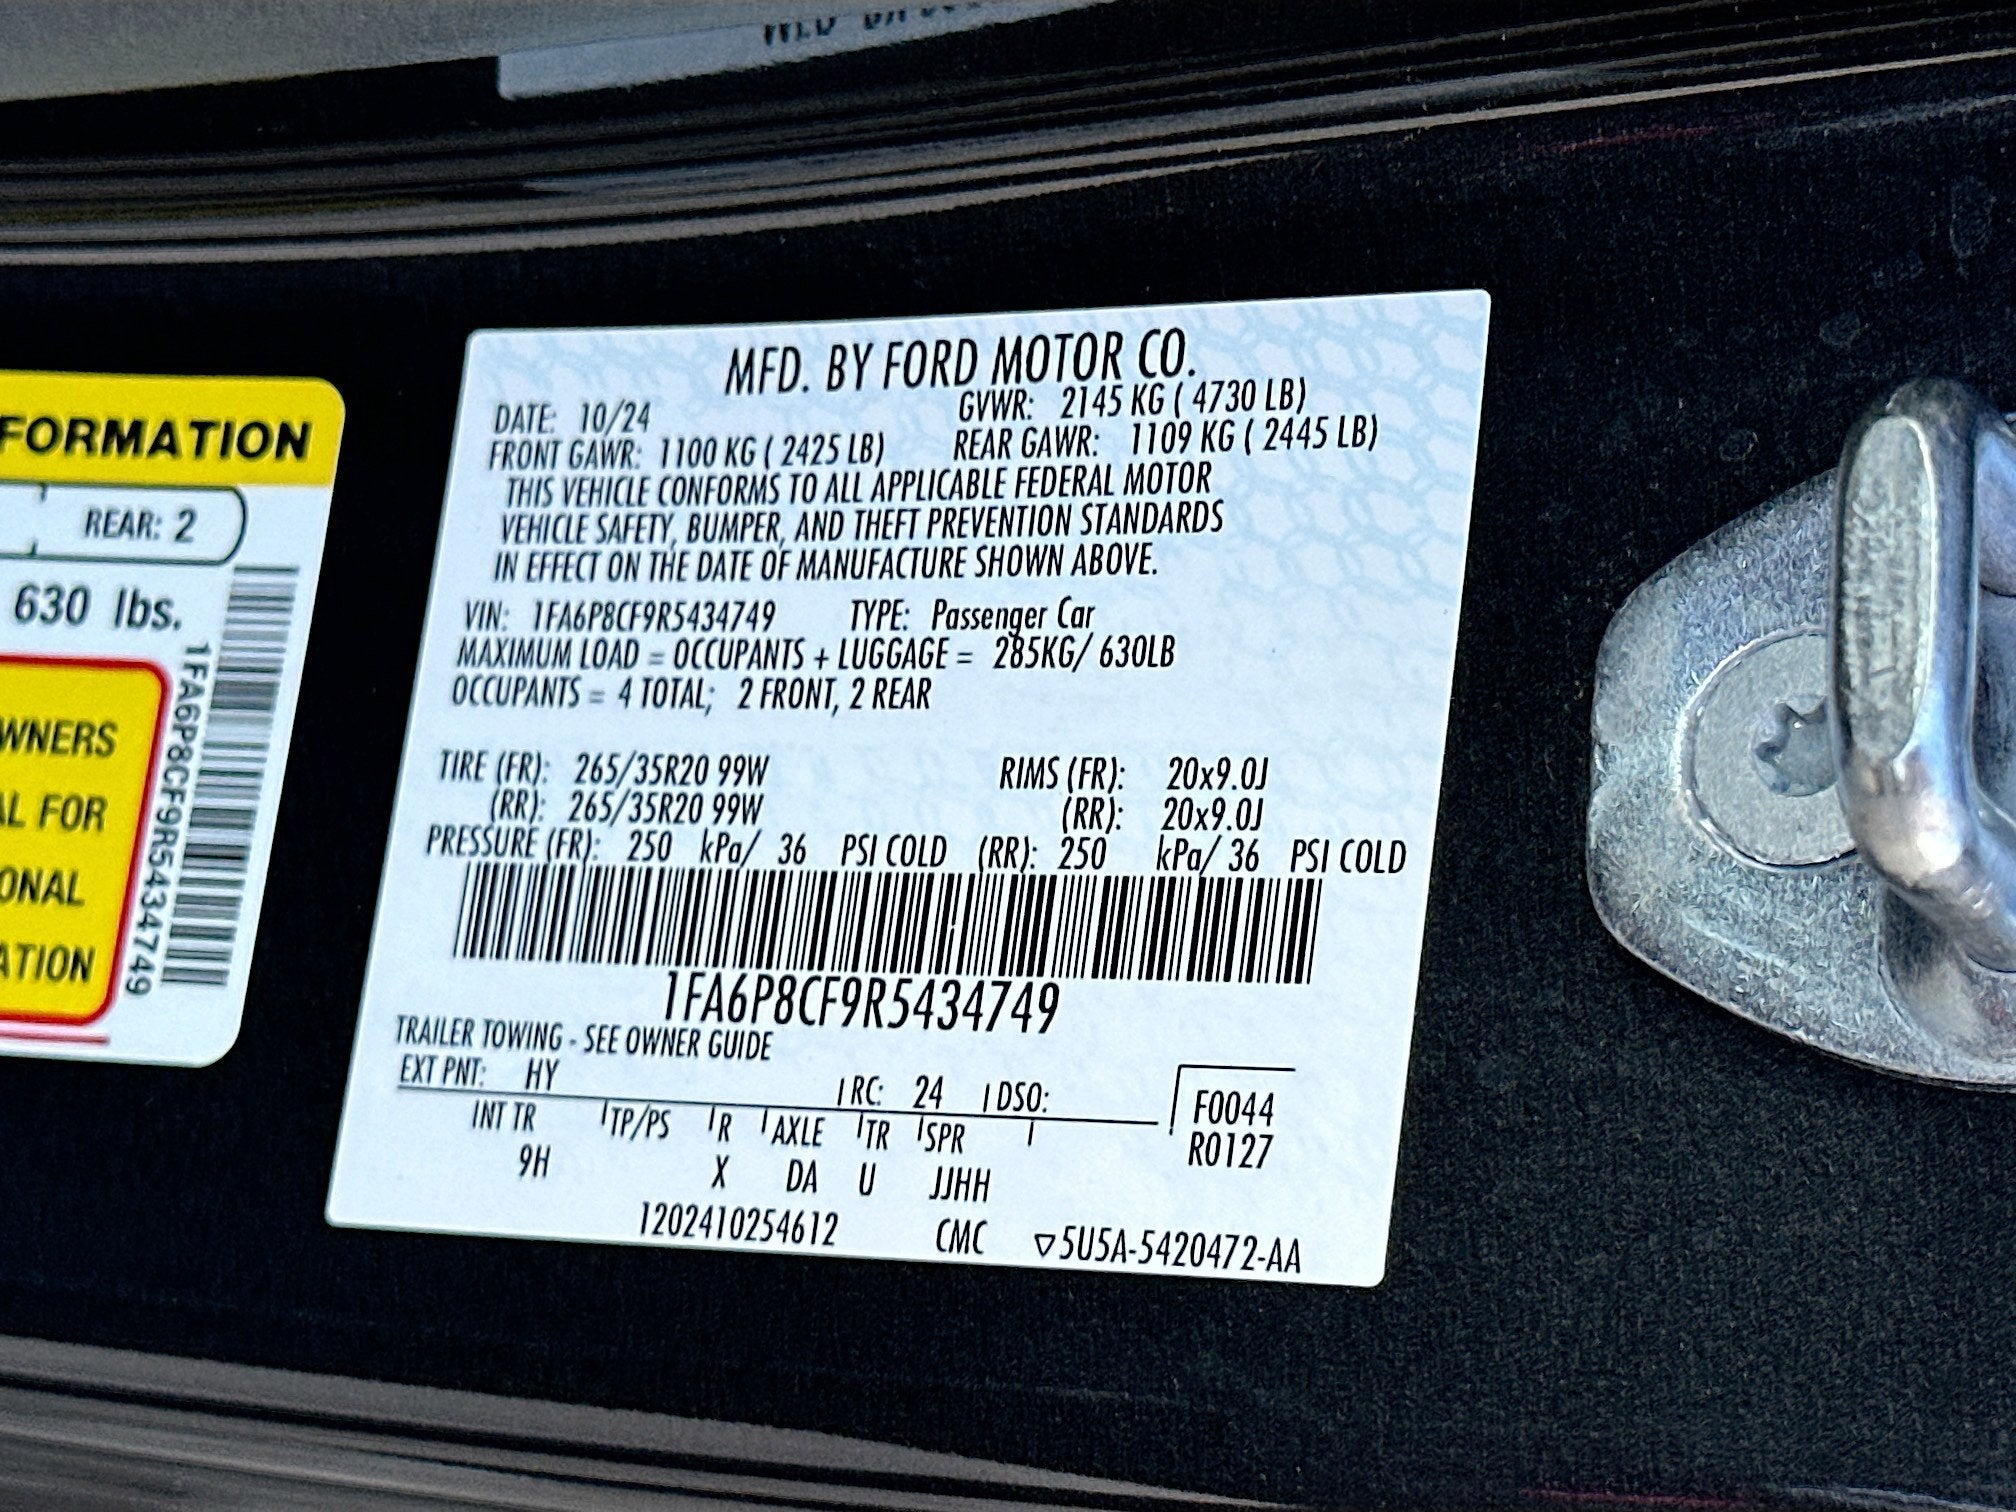 FORMATION
REAR: 2
630 lbs.
WNERS
AL FOR
ONAL
ATION
1FA6P8CF9R5434749
MFD. BY FORD MOTOR CO.
DATE: 10/24 GVWR: 2145 KG ( 4730 LB)
FRONT GAWR: 1100 KG ( 2425 LB) REAR GAWR: 1109 KG ( 2445 LB)
THIS VEHICLE CONFORMS TO ALL APPLICABLE FEDERAL MOTOR
VEHICLE SAFETY, BUMPER, AND THEFT PREVENTION STANDARDS
IN EFFECT ON THE DATE OF MANUFACTURE SHOWN ABOVE.
VIN: 1FA6P8CF9R5434749 TYPE: Passenger Car
MAXIMUM LOAD = OCCUPANTS + LUGGAGE = 285KG/ 630LB
OCCUPANTS = 4 TOTAL; 2 FRONT, 2 REAR
TIRE (FR): 265/35R20 99W RIMS (FR): 20x9.0J
(RR): 265/35R20 99W (RR): 20x9.0J
PRESSURE (FR): 250 kPa/ 36 PSI COLD (RR): 250 kPa/ 36 PSI COLD
1FA6P8CF9R5434749
TRAILER TOWING - SEE OWNER GUIDE
EXT PNT: HY RC: 24 DSO:
F0044
INT TR TP/PS R AXLE TR SPR
R0127
9H X DA U JJHH
1202410254612 CMC ▽5U5A-5420472-AA